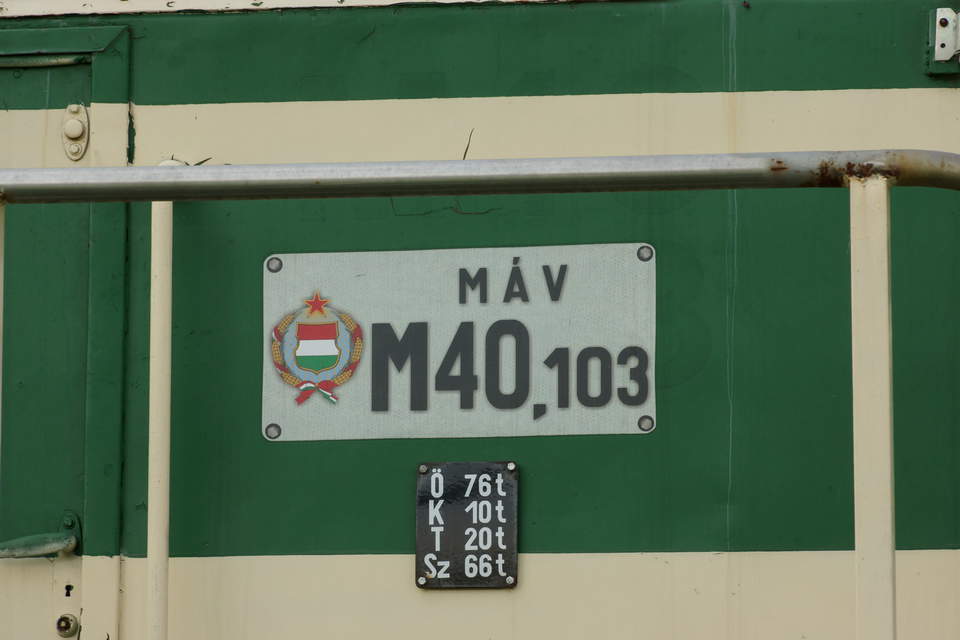 MÁV
M40,103
Ö 76t
K 10t
T 20t
Sz 66t